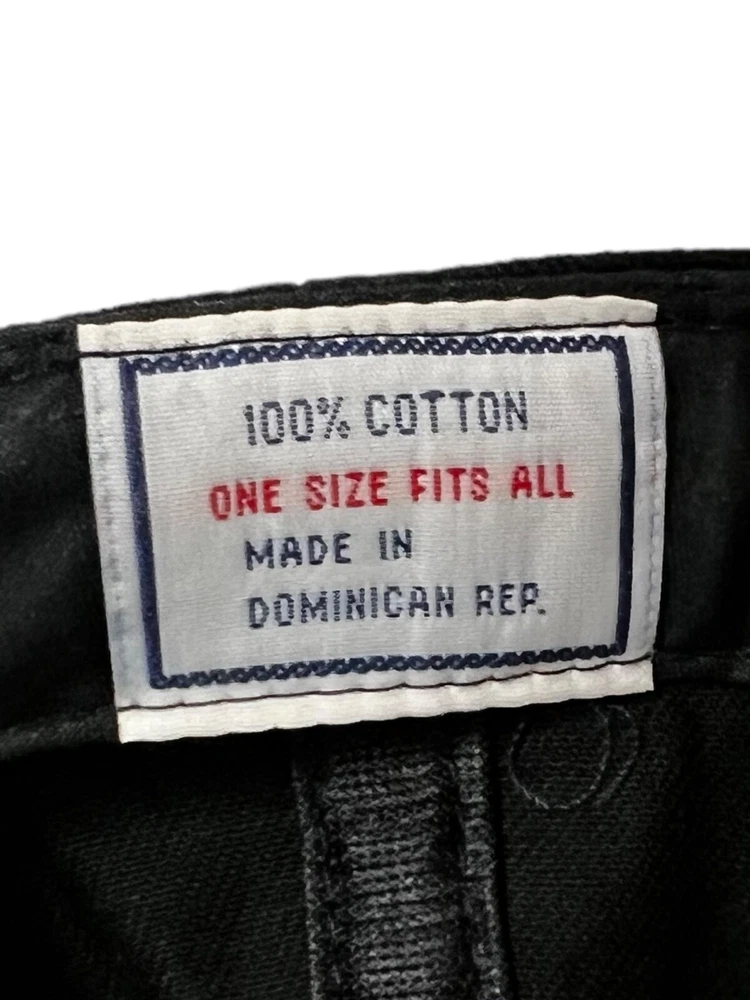 100% COTTON
ONE SIZE FITS ALL
MADE IN
DOMINICAN REP.